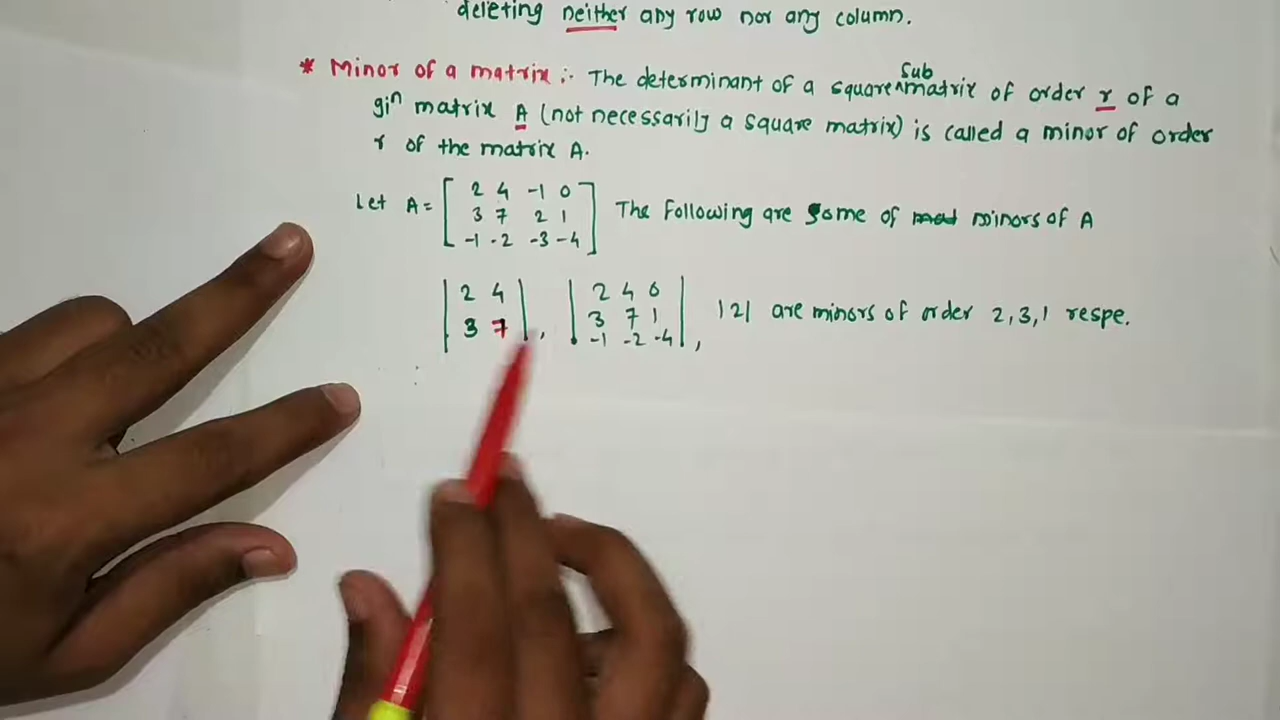 deleting neither any row nor any column.
* Minor of a matrix :- The determinant of a square ^sub matrix of order r of a
gin matrix A (not necessarily a square matrix) is called a minor of order
r of the matrix A.
Let A = [ 2 4 -1 0 The following are some of minors of A
3 7 2 1
-1 -2 -3 -4 ]
| 2 4 | , | 2 4 0 | , |2| are minors of order 2, 3, 1 respe.
| 3 7 | | 3 7 1 |
| -1 -2 -4 |